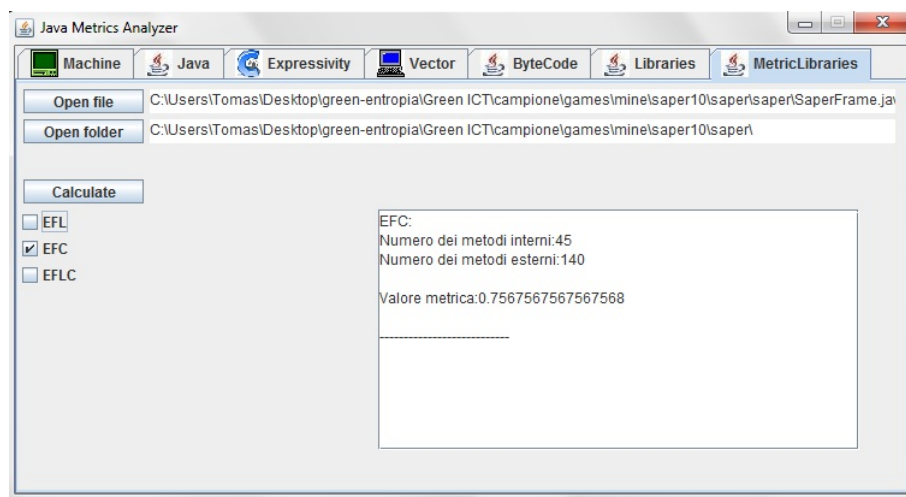 Java Metrics Analyzer
Machine Java Expressivity Vector ByteCode Libraries MetricLibraries
Open file C:\Users\Tomas\Desktop\green-entropia\Green ICT\campione\games\mine\saper10\saper\saper\SaperFrame.jav
Open folder C:\Users\Tomas\Desktop\green-entropia\Green ICT\campione\games\mine\saper10\saper\
Calculate
EFL
EFC
EFLC
EFC:
Numero dei metodi interni:45
Numero dei metodi esterni:140
Valore metrica:0.7567567567567568
---------------------------